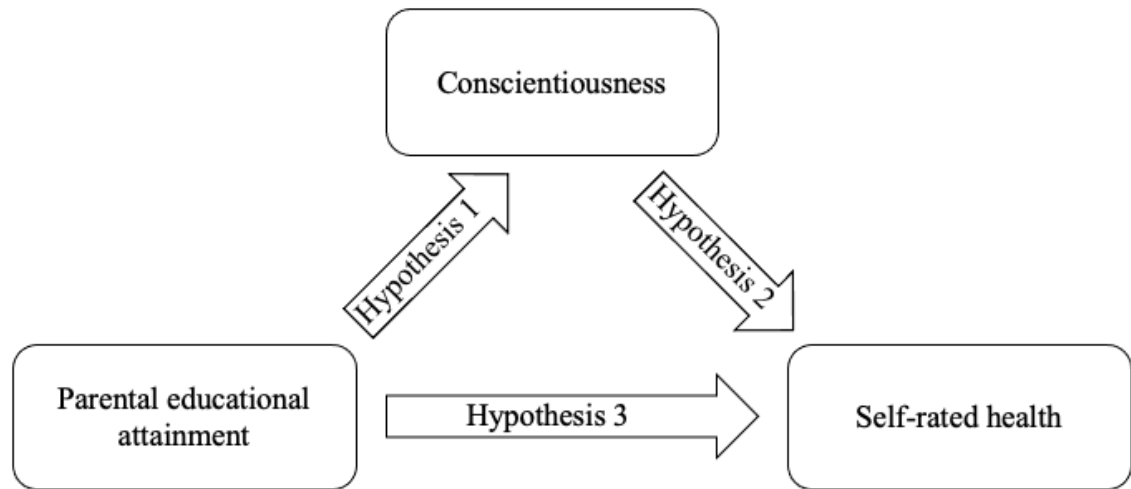 Conscientiousness
Hypothesis 1
Hypothesis 2
Parental educational
attainment
Hypothesis 3
Self-rated health